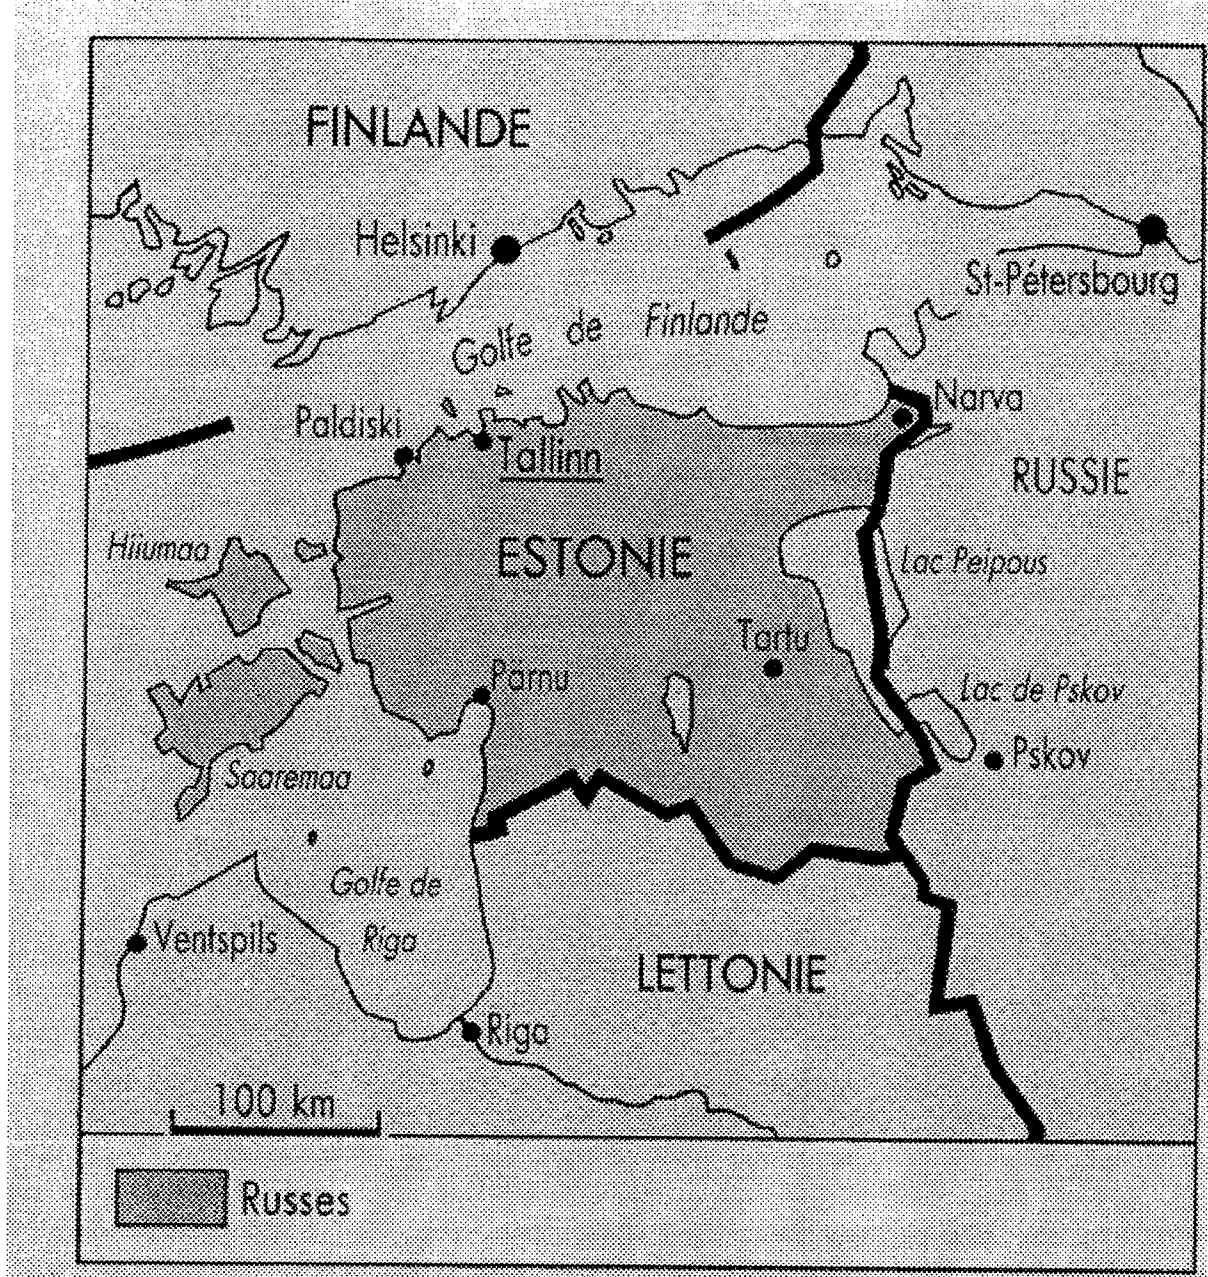 FINLANDE
Helsinki
St-Pétersbourg
Golfe de Finlande
Narva
Paldiski
Tallinn
RUSSIE
Hiiumaa
ESTONIE
Lac Peipous
Tartu
Pärnu
Lac de Pskov
Pskov
Saaremaa
Golfe de
Riga
Ventspils
LETTONIE
Riga
100 km
Russes